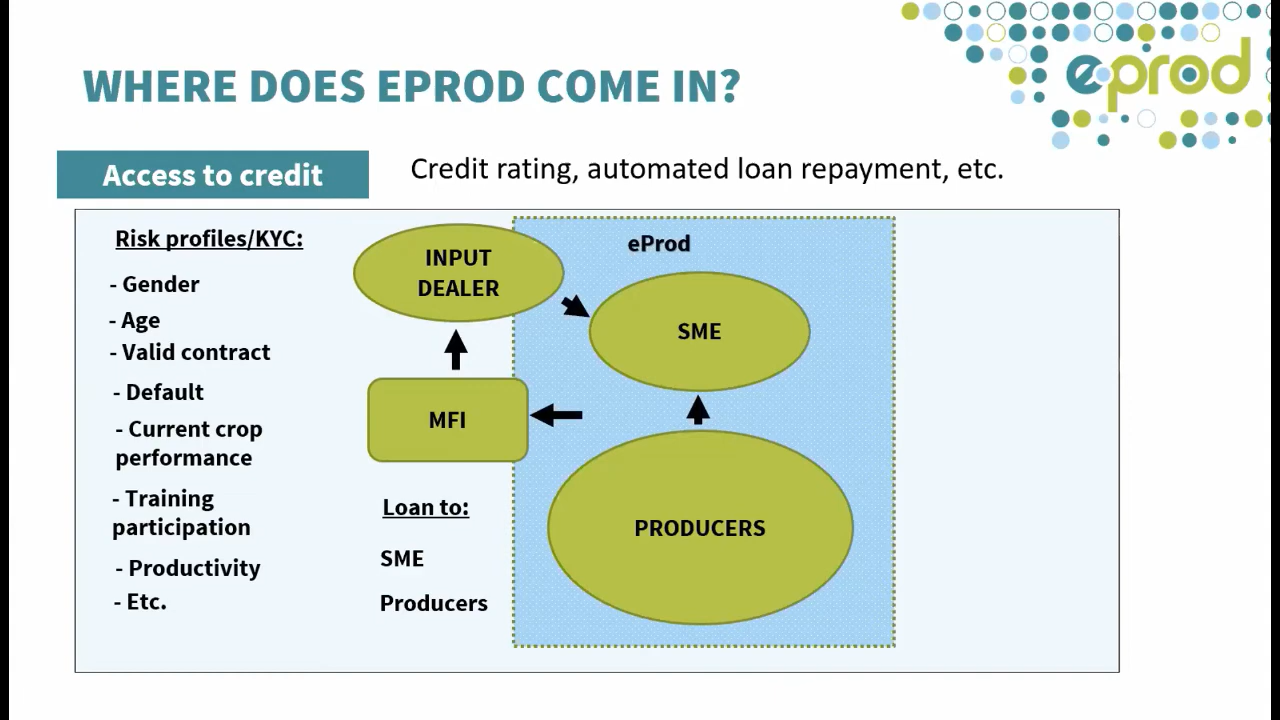 WHERE DOES EPROD COME IN?
eprod
Access to credit
Credit rating, automated loan repayment, etc.
Risk profiles/KYC:
- Gender
- Age
- Valid contract
- Default
- Current crop
performance
- Training
participation
- Productivity
- Etc.
INPUT
DEALER
MFI
Loan to:
SME
Producers
eProd
SME
PRODUCERS